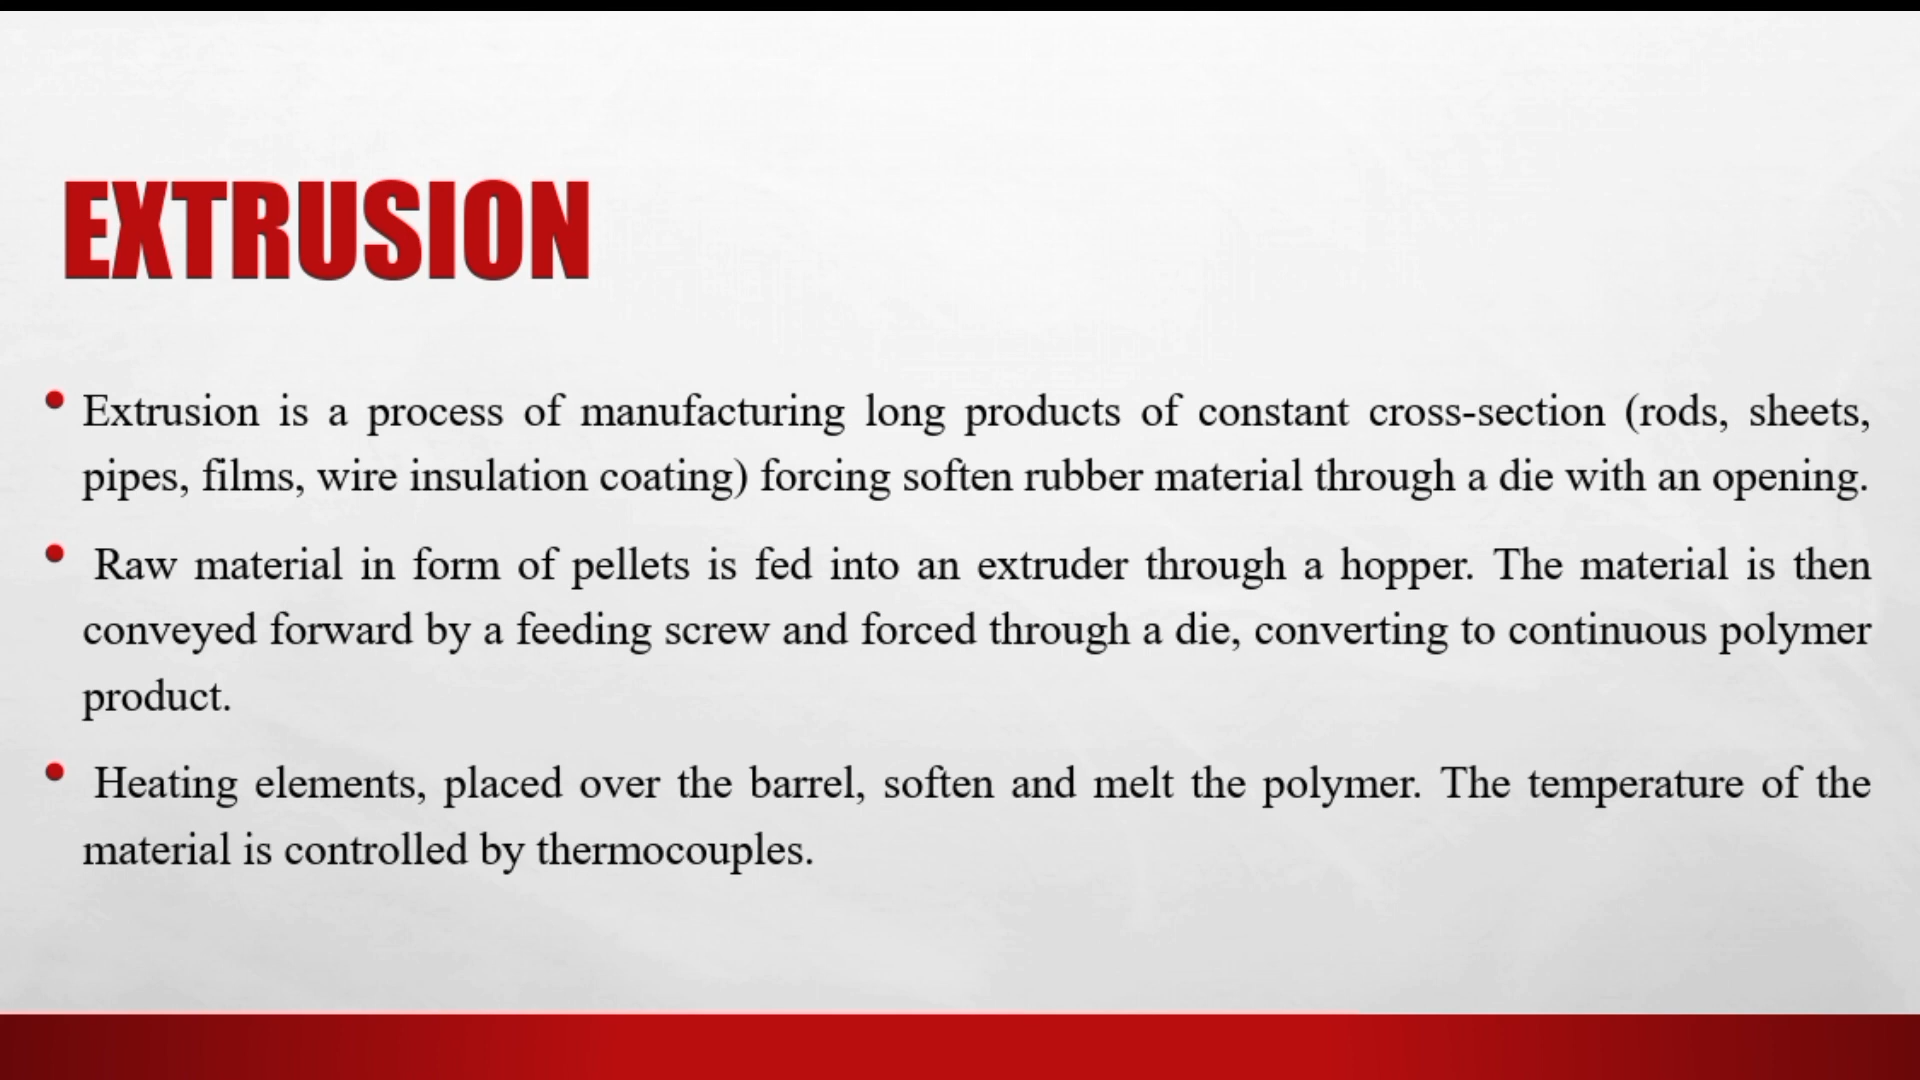 EXTRUSION
• Extrusion is a process of manufacturing long products of constant cross-section (rods, sheets,
pipes, films, wire insulation coating) forcing soften rubber material through a die with an opening.
• Raw material in form of pellets is fed into an extruder through a hopper. The material is then
conveyed forward by a feeding screw and forced through a die, converting to continuous polymer
product.
• Heating elements, placed over the barrel, soften and melt the polymer. The temperature of the
material is controlled by thermocouples.